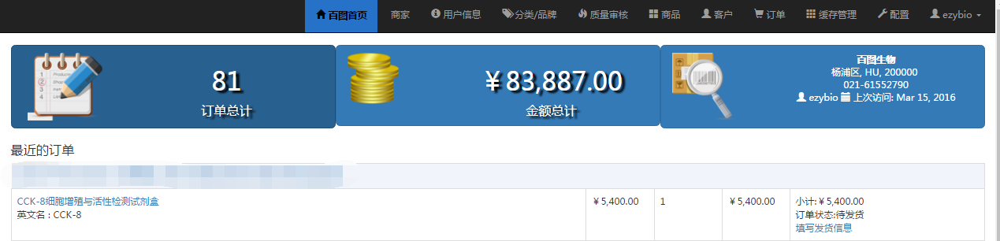 百图首页 商家 用户信息 分类/品牌 质量审核 商品 客户 订单 缓存管理 配置 ezybio
81
订单总计
￥83,887.00
金额总计
百图生物
杨浦区, HU, 200000
021-61552790
ezybio 上次访问: Mar 15, 2016
最近的订单
CCK-8细胞增殖与活性检测试剂盒 ￥5,400.00 1 ￥5,400.00 小计:￥5,400.00
英文名 : CCK-8 订单状态:待发货
填写发货信息